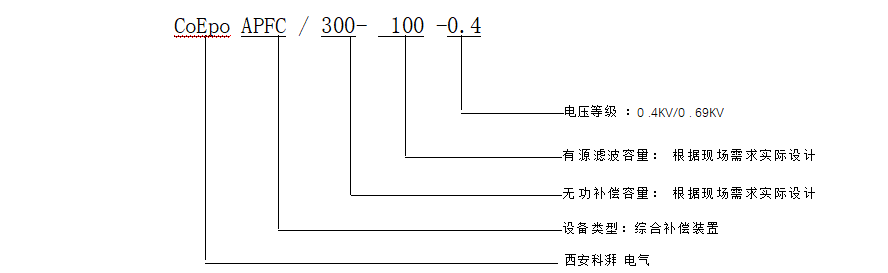 CoEpo APFC / 300- 100 -0.4
电压等级 : 0.4KV/0.69KV
有源滤波容量: 根据现场需求实际设计
无功补偿容量: 根据现场需求实际设计
设备类型:综合补偿装置
西安科湃 电气